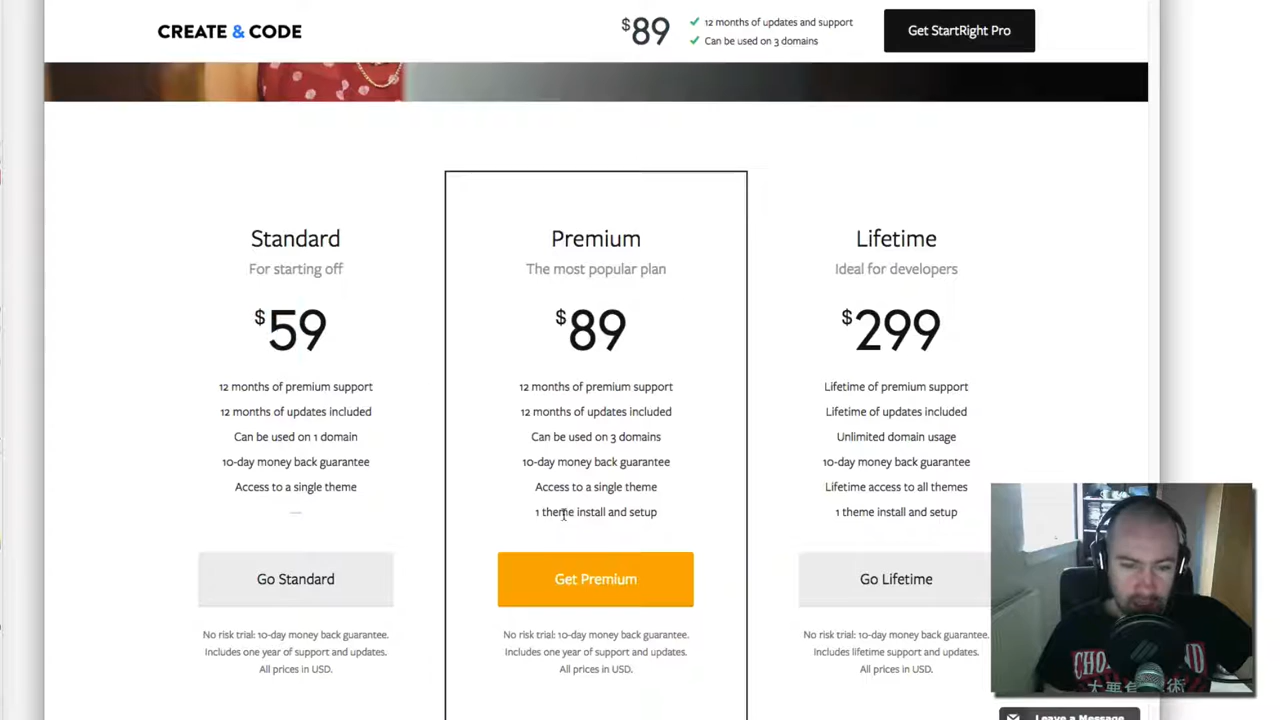 CREATE & CODE
$89
12 months of updates and support
Can be used on 3 domains
Get StartRight Pro
Standard
For starting off
$59
12 months of premium support
12 months of updates included
Can be used on 1 domain
10-day money back guarantee
Access to a single theme
—
Go Standard
No risk trial: 10-day money back guarantee.
Includes one year of support and updates.
All prices in USD.
Premium
The most popular plan
$89
12 months of premium support
12 months of updates included
Can be used on 3 domains
10-day money back guarantee
Access to a single theme
1 theme install and setup
Get Premium
No risk trial: 10-day money back guarantee.
Includes one year of support and updates.
All prices in USD.
Lifetime
Ideal for developers
$299
Lifetime of premium support
Lifetime of updates included
Unlimited domain usage
10-day money back guarantee
Lifetime access to all themes
1 theme install and setup
Go Lifetime
No risk trial: 10-day money back guarantee.
Includes lifetime support and updates.
All prices in USD.
Leave a Message